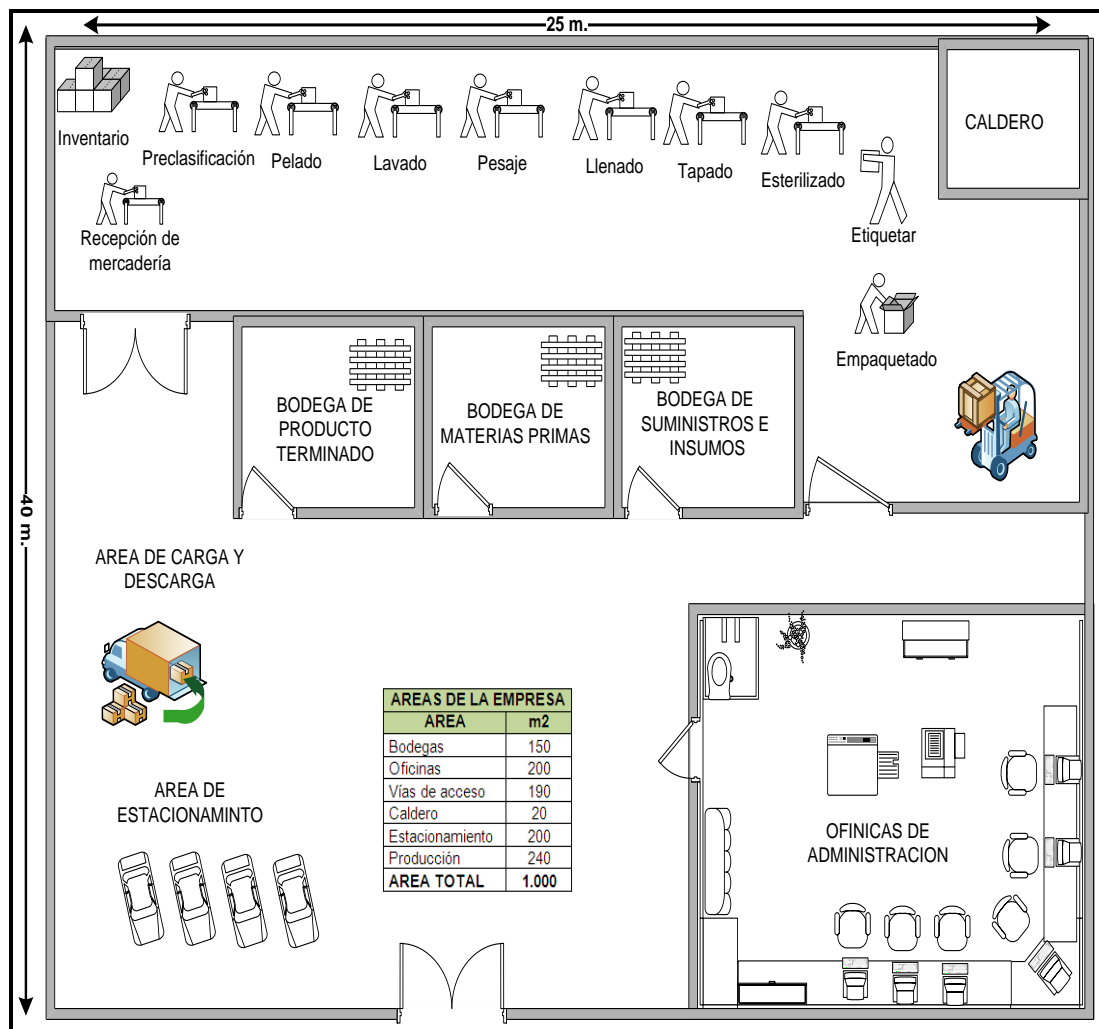 25 m.
40 m.
Inventario
Preclasificación
Pelado
Lavado
Pesaje
Llenado
Tapado
Esterilizado
CALDERO
Recepción de
mercadería
Etiquetar
Empaquetado
BODEGA DE
PRODUCTO
TERMINADO
BODEGA DE
MATERIAS PRIMAS
BODEGA DE
SUMINISTROS E
INSUMOS
AREA DE CARGA Y
DESCARGA
AREA DE
ESTACIONAMINTO
AREAS DE LA EMPRESA
AREA m2
Bodegas 150
Oficinas 200
Vías de acceso 190
Caldero 20
Estacionamiento 200
Producción 240
AREA TOTAL 1.000
OFINICAS DE
ADMINISTRACION